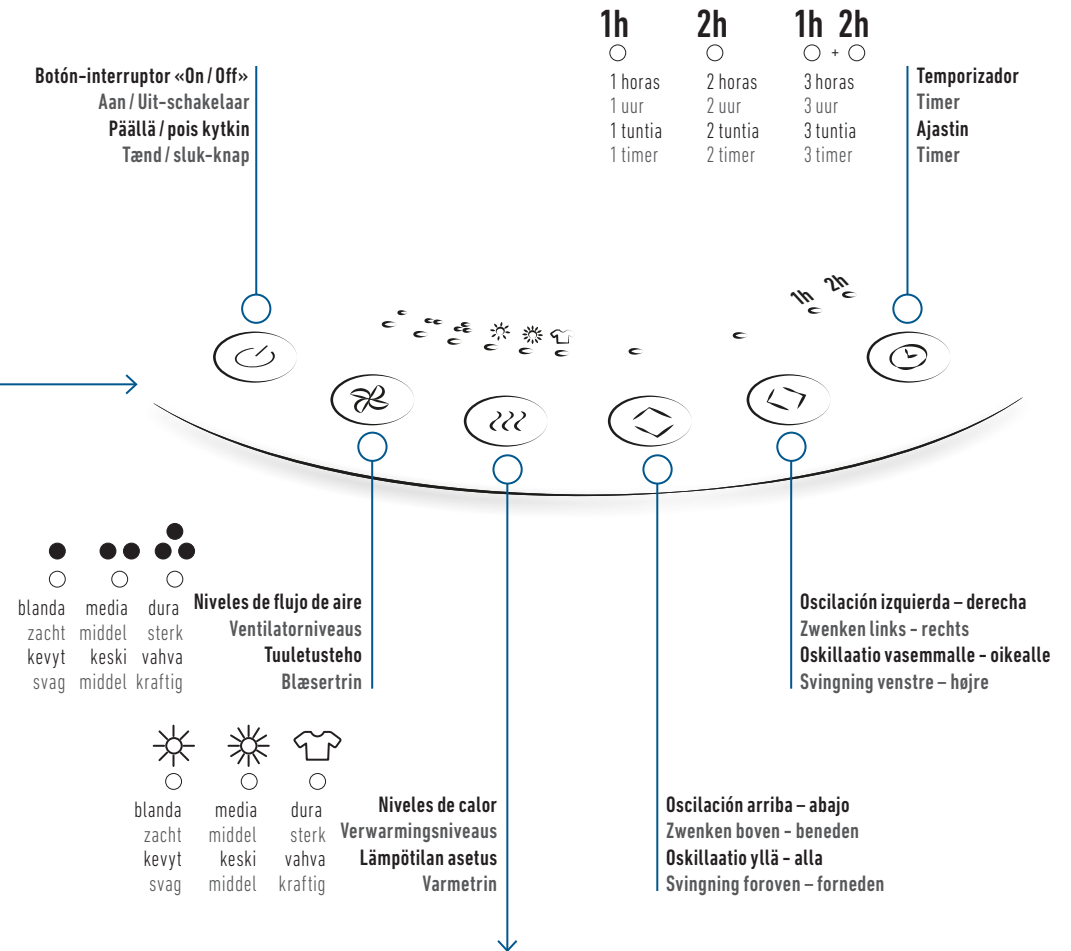 1h 2h 1h 2h
+
1 horas 2 horas 3 horas
1 uur 2 uur 3 uur
1 tuntia 2 tuntia 3 tuntia
1 timer 2 timer 3 timer
Botón-interruptor «On / Off»
Aan / Uit-schakelaar
Päällä / pois kytkin
Tænd / sluk-knap
Temporizador
Timer
Ajastin
Timer
1h 2h
blanda media dura
zacht middel sterk
kevyt keski vahva
svag middel kraftig
Niveles de flujo de aire
Ventilatorniveaus
Tuuletusteho
Blæsertrin
Oscilación izquierda – derecha
Zwenken links - rechts
Oskillaatio vasemmalle - oikealle
Svingning venstre – højre
blanda media dura
zacht middel sterk
kevyt keski vahva
svag middel kraftig
Niveles de calor
Verwarmingsniveaus
Lämpötilan asetus
Varmetrin
Oscilación arriba – abajo
Zwenken boven - beneden
Oskillaatio yllä - alla
Svingning foroven – forneden